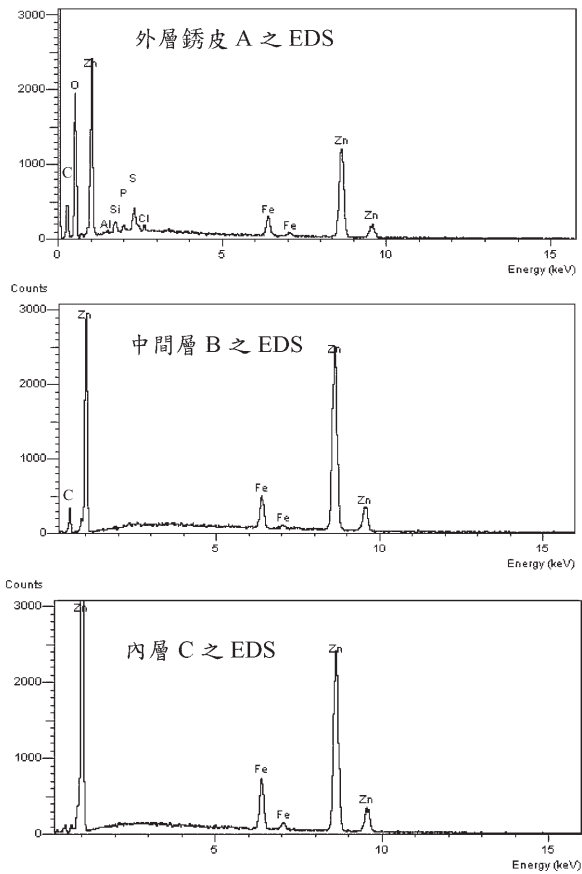 3000
外層銹皮 A 之 EDS
Zn
2000
O
1000
C
S
P
Si
Al
Cl
Fe
Fe
Zn
Zn
0
0
5
10
15
Energy (keV)
Counts
3000
Zn
中間層 B 之 EDS
Zn
2000
1000
C
Fe
Fe
Zn
0
5
10
15
Energy (keV)
Counts
3000
Zn
內層 C 之 EDS
Zn
2000
1000
Fe
Fe
Zn
0
5
10
15
Energy (keV)